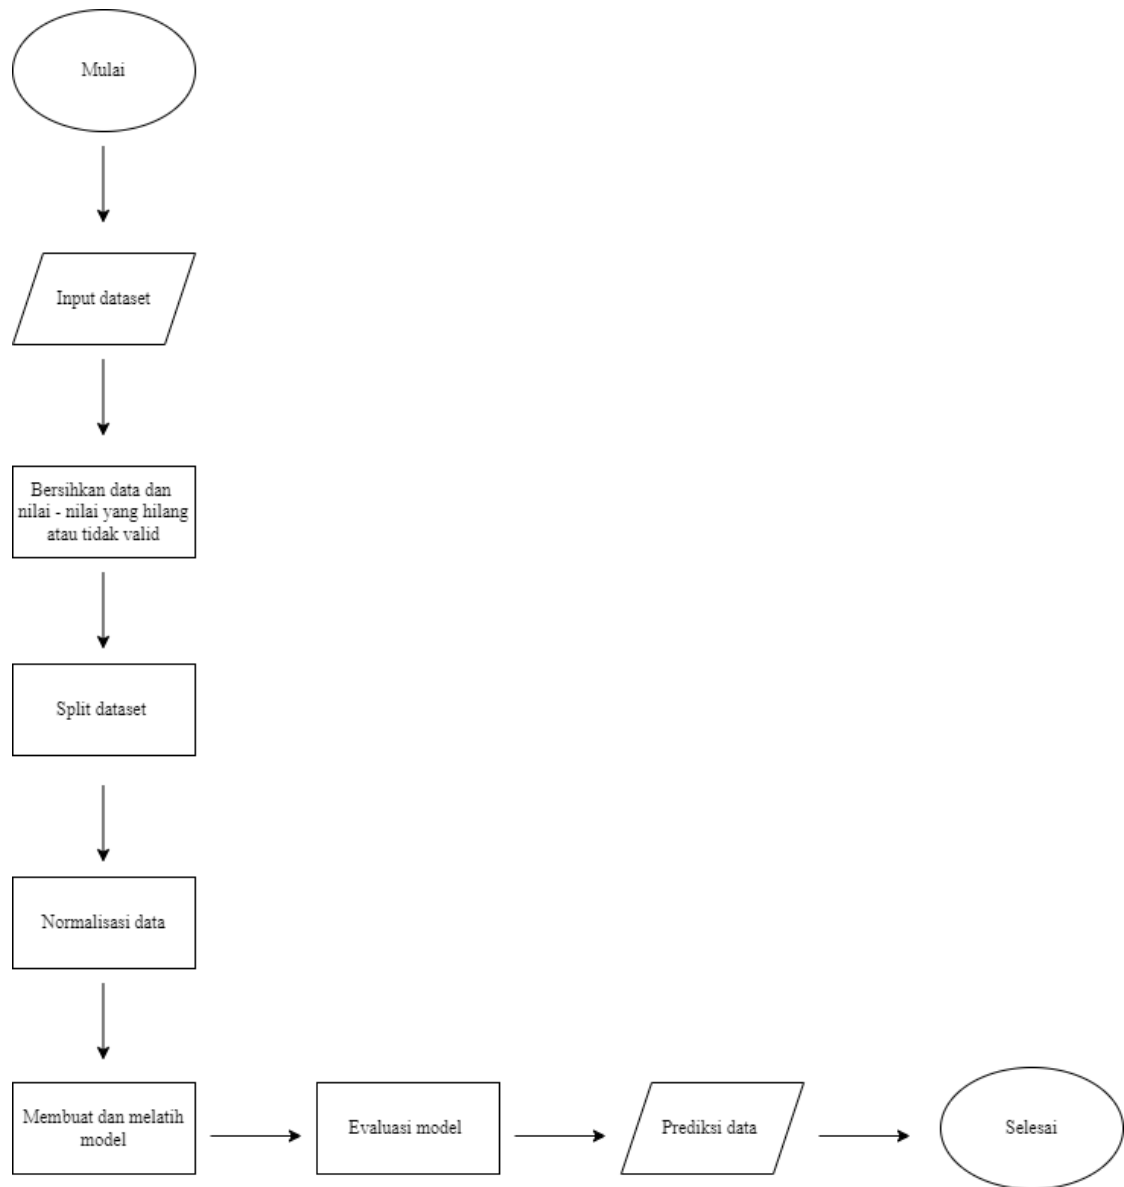 Mulai
Input dataset
Bersihkan data dan
nilai - nilai yang hilang
atau tidak valid
Split dataset
Normalisasi data
Membuat dan melatih
model
Evaluasi model
Prediksi data
Selesai